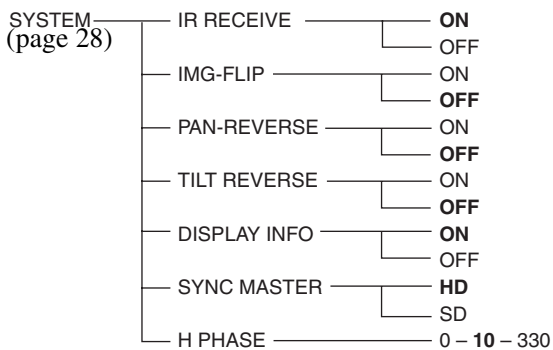 SYSTEM IR RECEIVE ON
(page 28) OFF
IMG-FLIP ON
OFF
PAN-REVERSE ON
OFF
TILT REVERSE ON
OFF
DISPLAY INFO ON
OFF
SYNC MASTER HD
SD
H PHASE 0 – 10 – 330